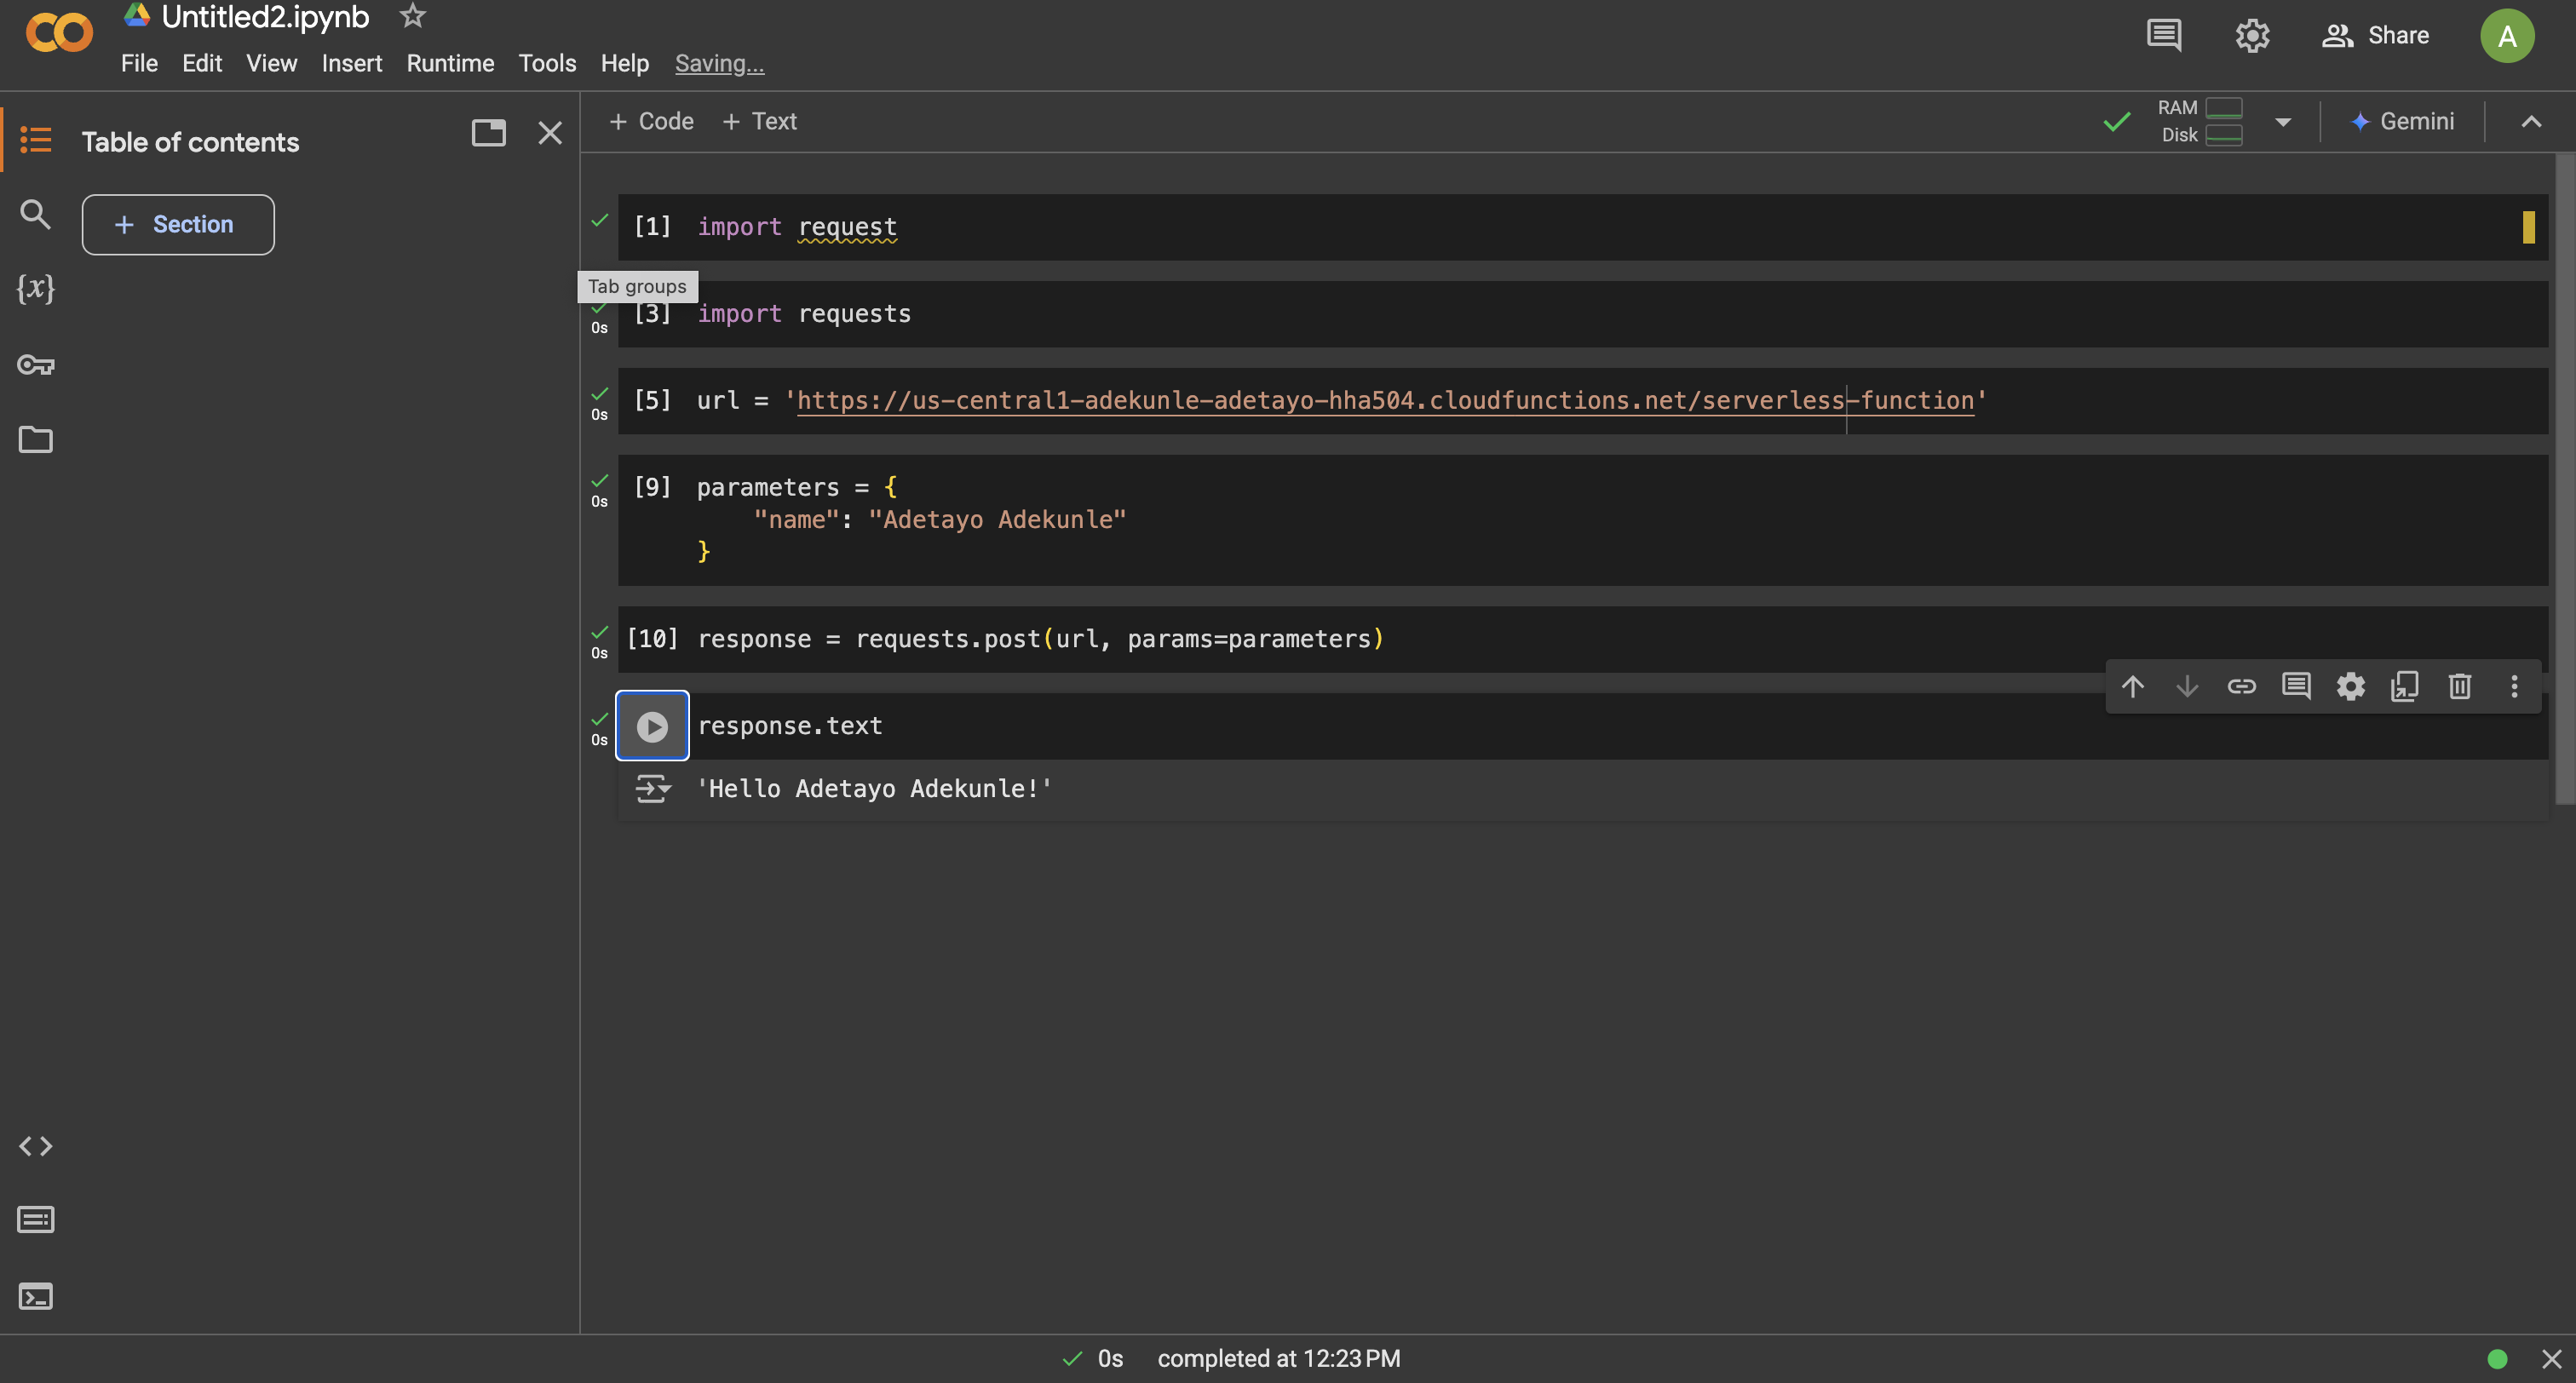 Untitled2.ipynb
File Edit View Insert Runtime Tools Help Saving...
Share
A
Table of contents
+ Section
{x}
+ Code + Text
RAM
Disk
Gemini
[1] import request
Tab groups
[3] import requests
0s
[5] url = 'https://us-central1-adekunle-adetayo-hha504.cloudfunctions.net/serverless-function'
0s
[9] parameters = {
0s
"name": "Adetayo Adekunle"
}
[10] response = requests.post(url, params=parameters)
0s
response.text
0s
'Hello Adetayo Adekunle!'
0s completed at 12:23 PM